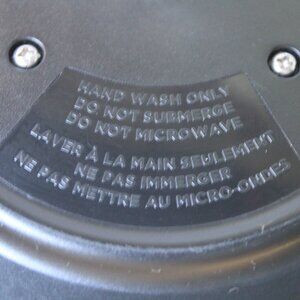 HAND WASH ONLY
DO NOT SUBMERGE
DO NOT MICROWAVE
LAVER À LA MAIN SEULEMENT
NE PAS IMMERGER
NE PAS METTRE AU MICRO-ONDES